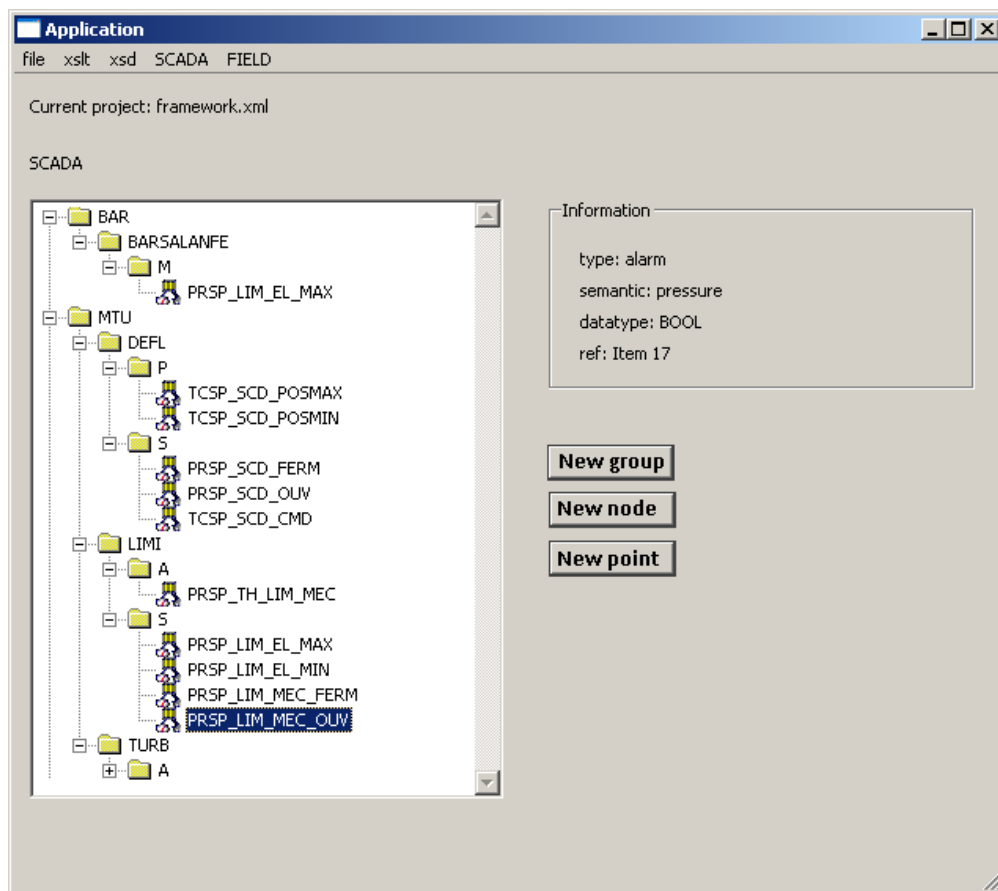 Application
file xslt xsd SCADA FIELD
Current project: framework.xml
SCADA
BAR
BARSALANFE
M
PRSP_LIM_EL_MAX
MTU
DEFL
P
TCSP_SCD_POSMAX
TCSP_SCD_POSMIN
S
PRSP_SCD_FERM
PRSP_SCD_OUV
TCSP_SCD_CMD
LIMI
A
PRSP_TH_LIM_MEC
S
PRSP_LIM_EL_MAX
PRSP_LIM_EL_MIN
PRSP_LIM_MEC_FERM
PRSP_LIM_MEC_OUV
TURB
A
Information
type: alarm
semantic: pressure
datatype: BOOL
ref: Item 17
New group
New node
New point